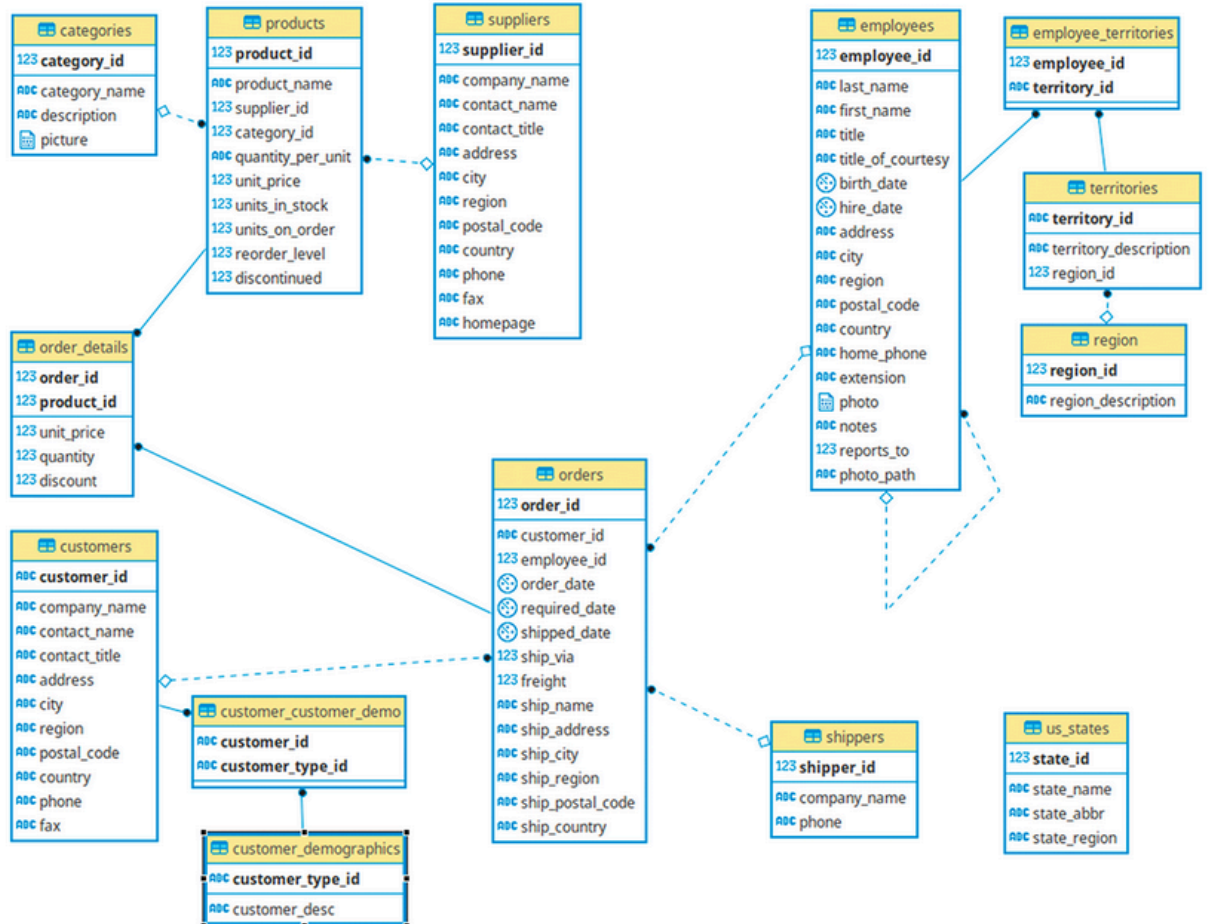 categories
123 category_id
ABC category_name
ABC description
picture
products
123 product_id
ABC product_name
123 supplier_id
123 category_id
ABC quantity_per_unit
123 unit_price
123 units_in_stock
123 units_on_order
123 reorder_level
123 discontinued
suppliers
123 supplier_id
ABC company_name
ABC contact_name
ABC contact_title
ABC address
ABC city
ABC region
ABC postal_code
ABC country
ABC phone
ABC fax
ABC homepage
employees
123 employee_id
ABC last_name
ABC first_name
ABC title
ABC title_of_courtesy
birth_date
hire_date
ABC address
ABC city
ABC region
ABC postal_code
ABC country
ABC home_phone
ABC extension
photo
ABC notes
123 reports_to
ABC photo_path
employee_territories
123 employee_id
ABC territory_id
territories
ABC territory_id
ABC territory_description
123 region_id
region
123 region_id
ABC region_description
order_details
123 order_id
123 product_id
123 unit_price
123 quantity
123 discount
orders
123 order_id
ABC customer_id
123 employee_id
order_date
required_date
shipped_date
123 ship_via
123 freight
ABC ship_name
ABC ship_address
ABC ship_city
ABC ship_region
ABC ship_postal_code
ABC ship_country
customers
ABC customer_id
ABC company_name
ABC contact_name
ABC contact_title
ABC address
ABC city
ABC region
ABC postal_code
ABC country
ABC phone
ABC fax
customer_customer_demo
ABC customer_id
ABC customer_type_id
customer_demographics
ABC customer_type_id
ABC customer_desc
shippers
123 shipper_id
ABC company_name
ABC phone
us_states
123 state_id
ABC state_name
ABC state_abbr
ABC state_region